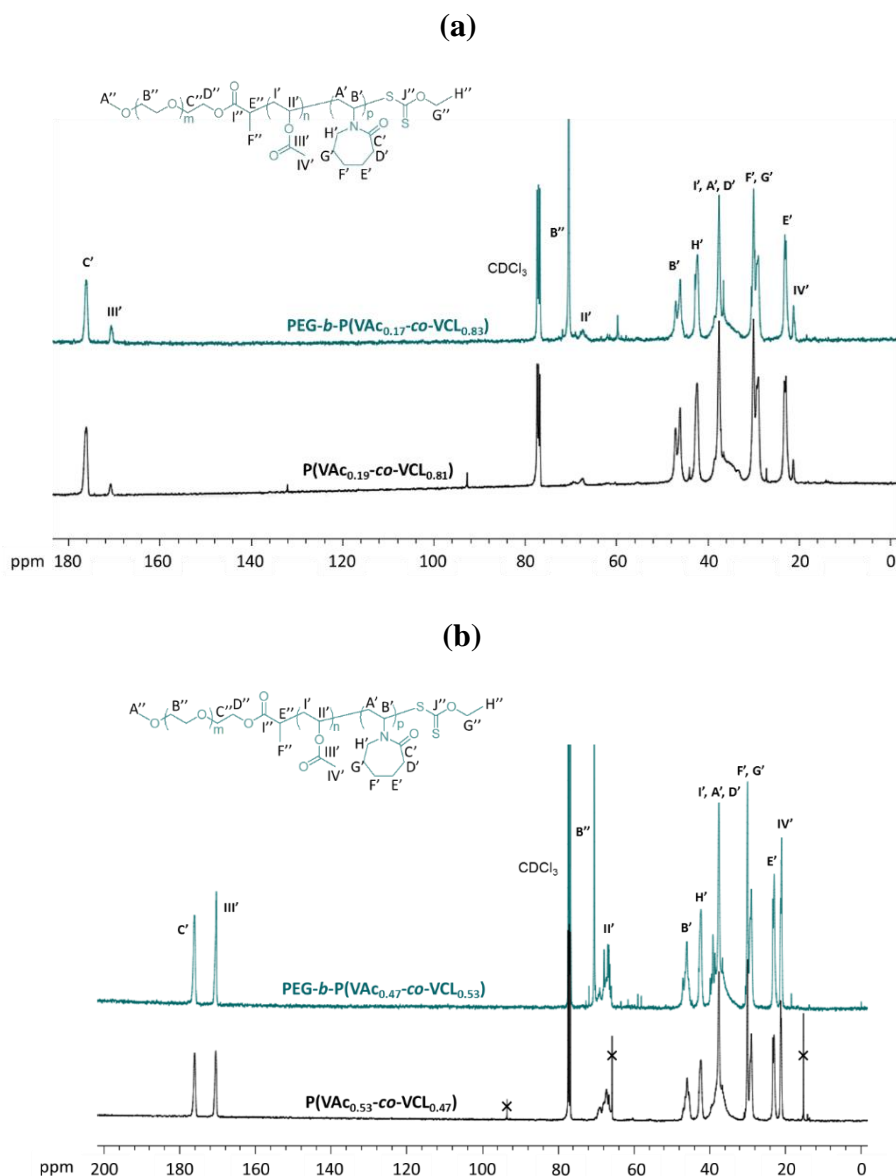 (a)
A″ B″ C″D″ O E″ I′ II′ A′ B′ S J″ O H″
O O m O I″ n p S G″
F″ O H′ N O
III′ G′ C′
O IV′ F′ E′ D′
C′ III′ CDCl₃ B″ II′ B′ H′ I′, A′, D′ F′, G′ E′ IV′
PEG-b-P(VAc₀.₁₇-co-VCL₀.₈₃)
P(VAc₀.₁₉-co-VCL₀.₈₁)
ppm 180 160 140 120 100 80 60 40 20 0
(b)
A″ B″ C″D″ O E″ I′ II′ A′ B′ S J″ O H″
O O m O I″ n p S G″
F″ O H′ N O
III′ G′ C′
O IV′ F′ E′ D′
C′ III′ CDCl₃ B″ II′ B′ H′ I′, A′, D′ F′, G′ E′ IV′
PEG-b-P(VAc₀.₄₇-co-VCL₀.₅₃)
P(VAc₀.₅₃-co-VCL₀.₄₇)
ppm 200 180 160 140 120 100 80 60 40 20 0